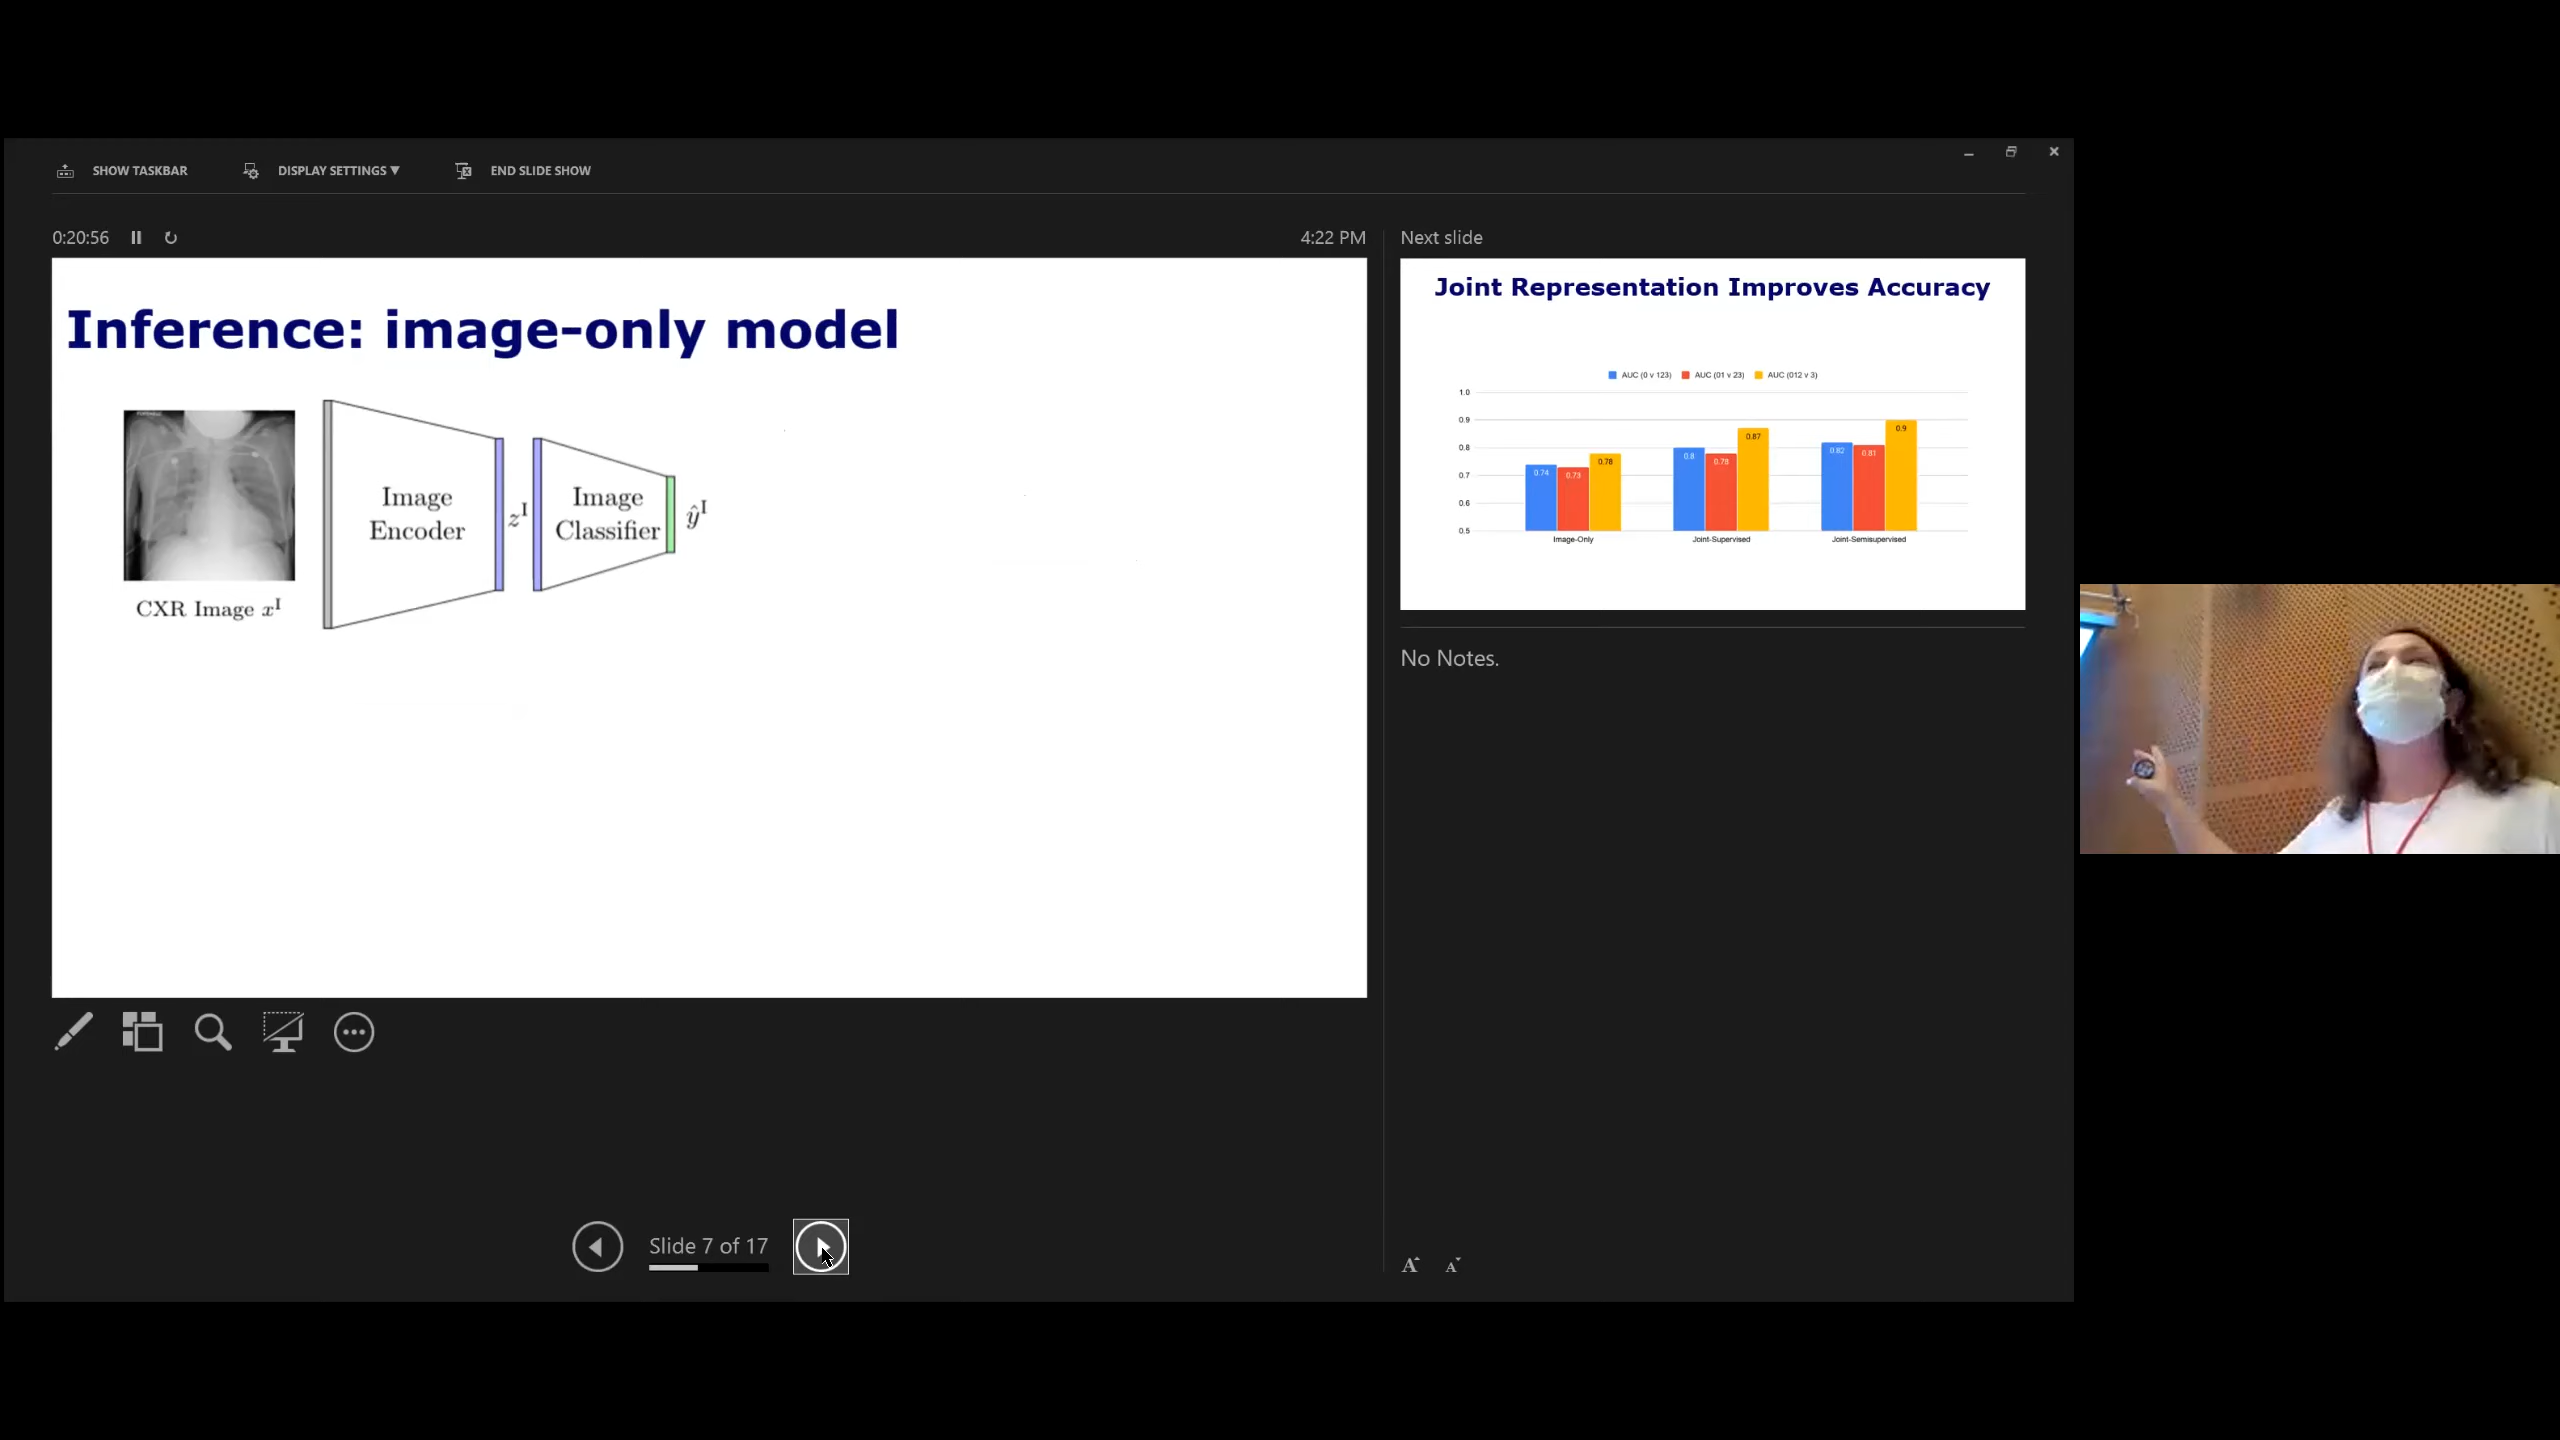 SHOW TASKBAR
DISPLAY SETTINGS ▼
END SLIDE SHOW
0:20:56
4:22 PM
Inference: image-only model
Image
Encoder
zᴵ
Image
Classifier
ŷᴵ
CXR Image xᴵ
Slide 7 of 17
Next slide
Joint Representation Improves Accuracy
AUC (0 v 123) AUC (01 v 23) AUC (012 v 3)
1.0
0.9
0.8
0.7
0.6
0.5
0.74 0.73 0.78
0.8 0.78 0.87
0.82 0.81 0.9
Image-Only Joint-Supervised Joint-Semisupervised
No Notes.
A A